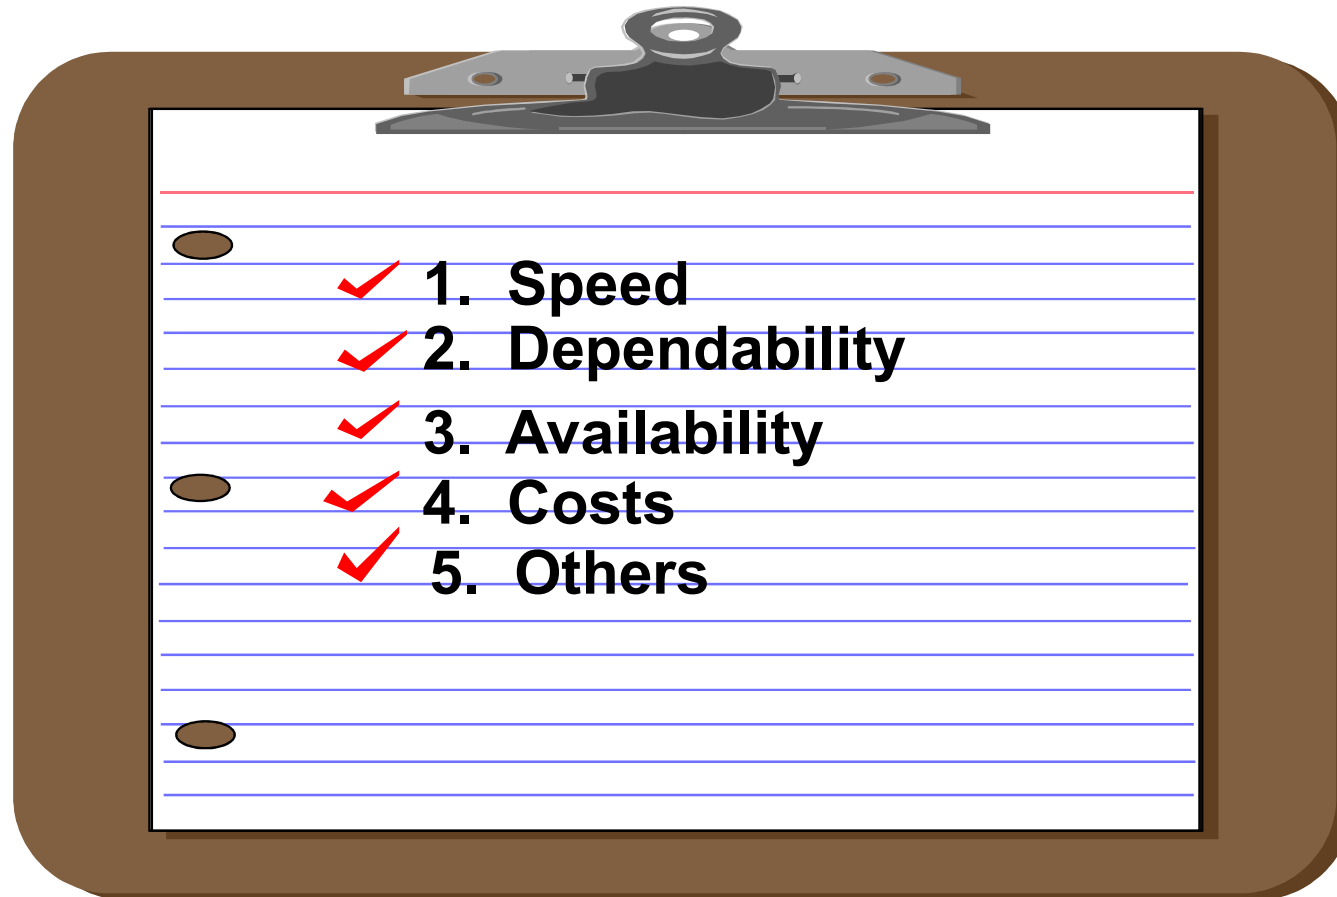 1. Speed
2. Dependability
3. Availability
4. Costs
5. Others